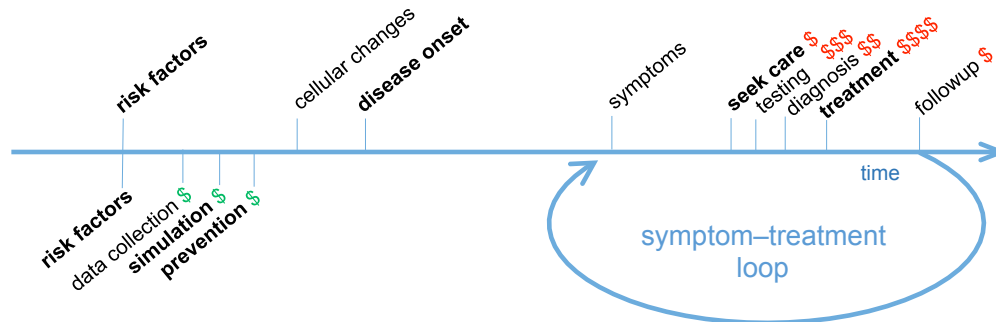 risk factors
cellular changes
disease onset
symptoms
seek care $
testing $$$
diagnosis $$
treatment $$$$
followup $
time
risk factors
data collection $
simulation $
prevention $
symptom–treatment
loop